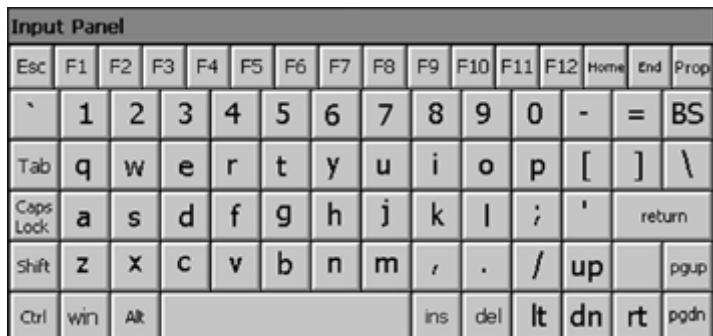 Input Panel
Esc F1 F2 F3 F4 F5 F6 F7 F8 F9 F10 F11 F12 Home End Prop
` 1 2 3 4 5 6 7 8 9 0 - = BS
Tab q w e r t y u i o p [ ] \
Caps Lock a s d f g h j k l ; ' return
Shift z x c v b n m , . / up pgup
Ctrl win Alt ins del lt dn rt pgdn